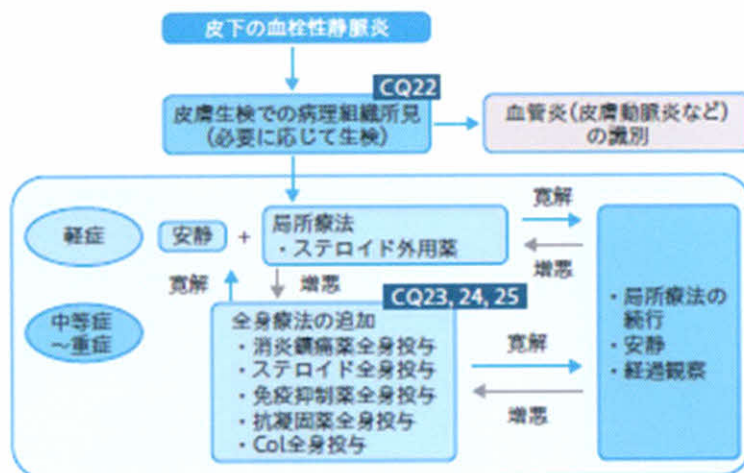 皮下の血栓性静脈炎
CQ22
皮膚生検での病理組織所見
(必要に応じて生検)
血管炎(皮膚動脈炎など)
の識別
軽症
安静
+
局所療法
・ステロイド外用薬
寛解
増悪
寛解
増悪
CQ23, 24, 25
中等症
〜重症
全身療法の追加
・消炎鎮痛薬全身投与
・ステロイド全身投与
・免疫抑制薬全身投与
・抗凝固薬全身投与
・Col全身投与
寛解
増悪
・局所療法の
続行
・安静
・経過観察